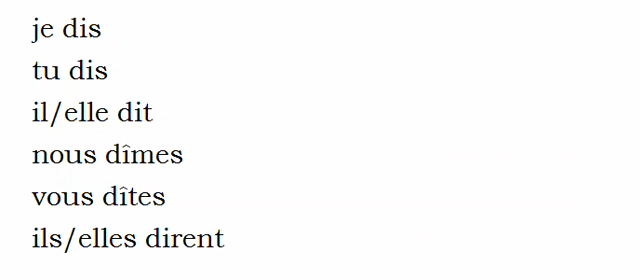 je dis
tu dis
il/elle dit
nous dîmes
vous dîtes
ils/elles dirent